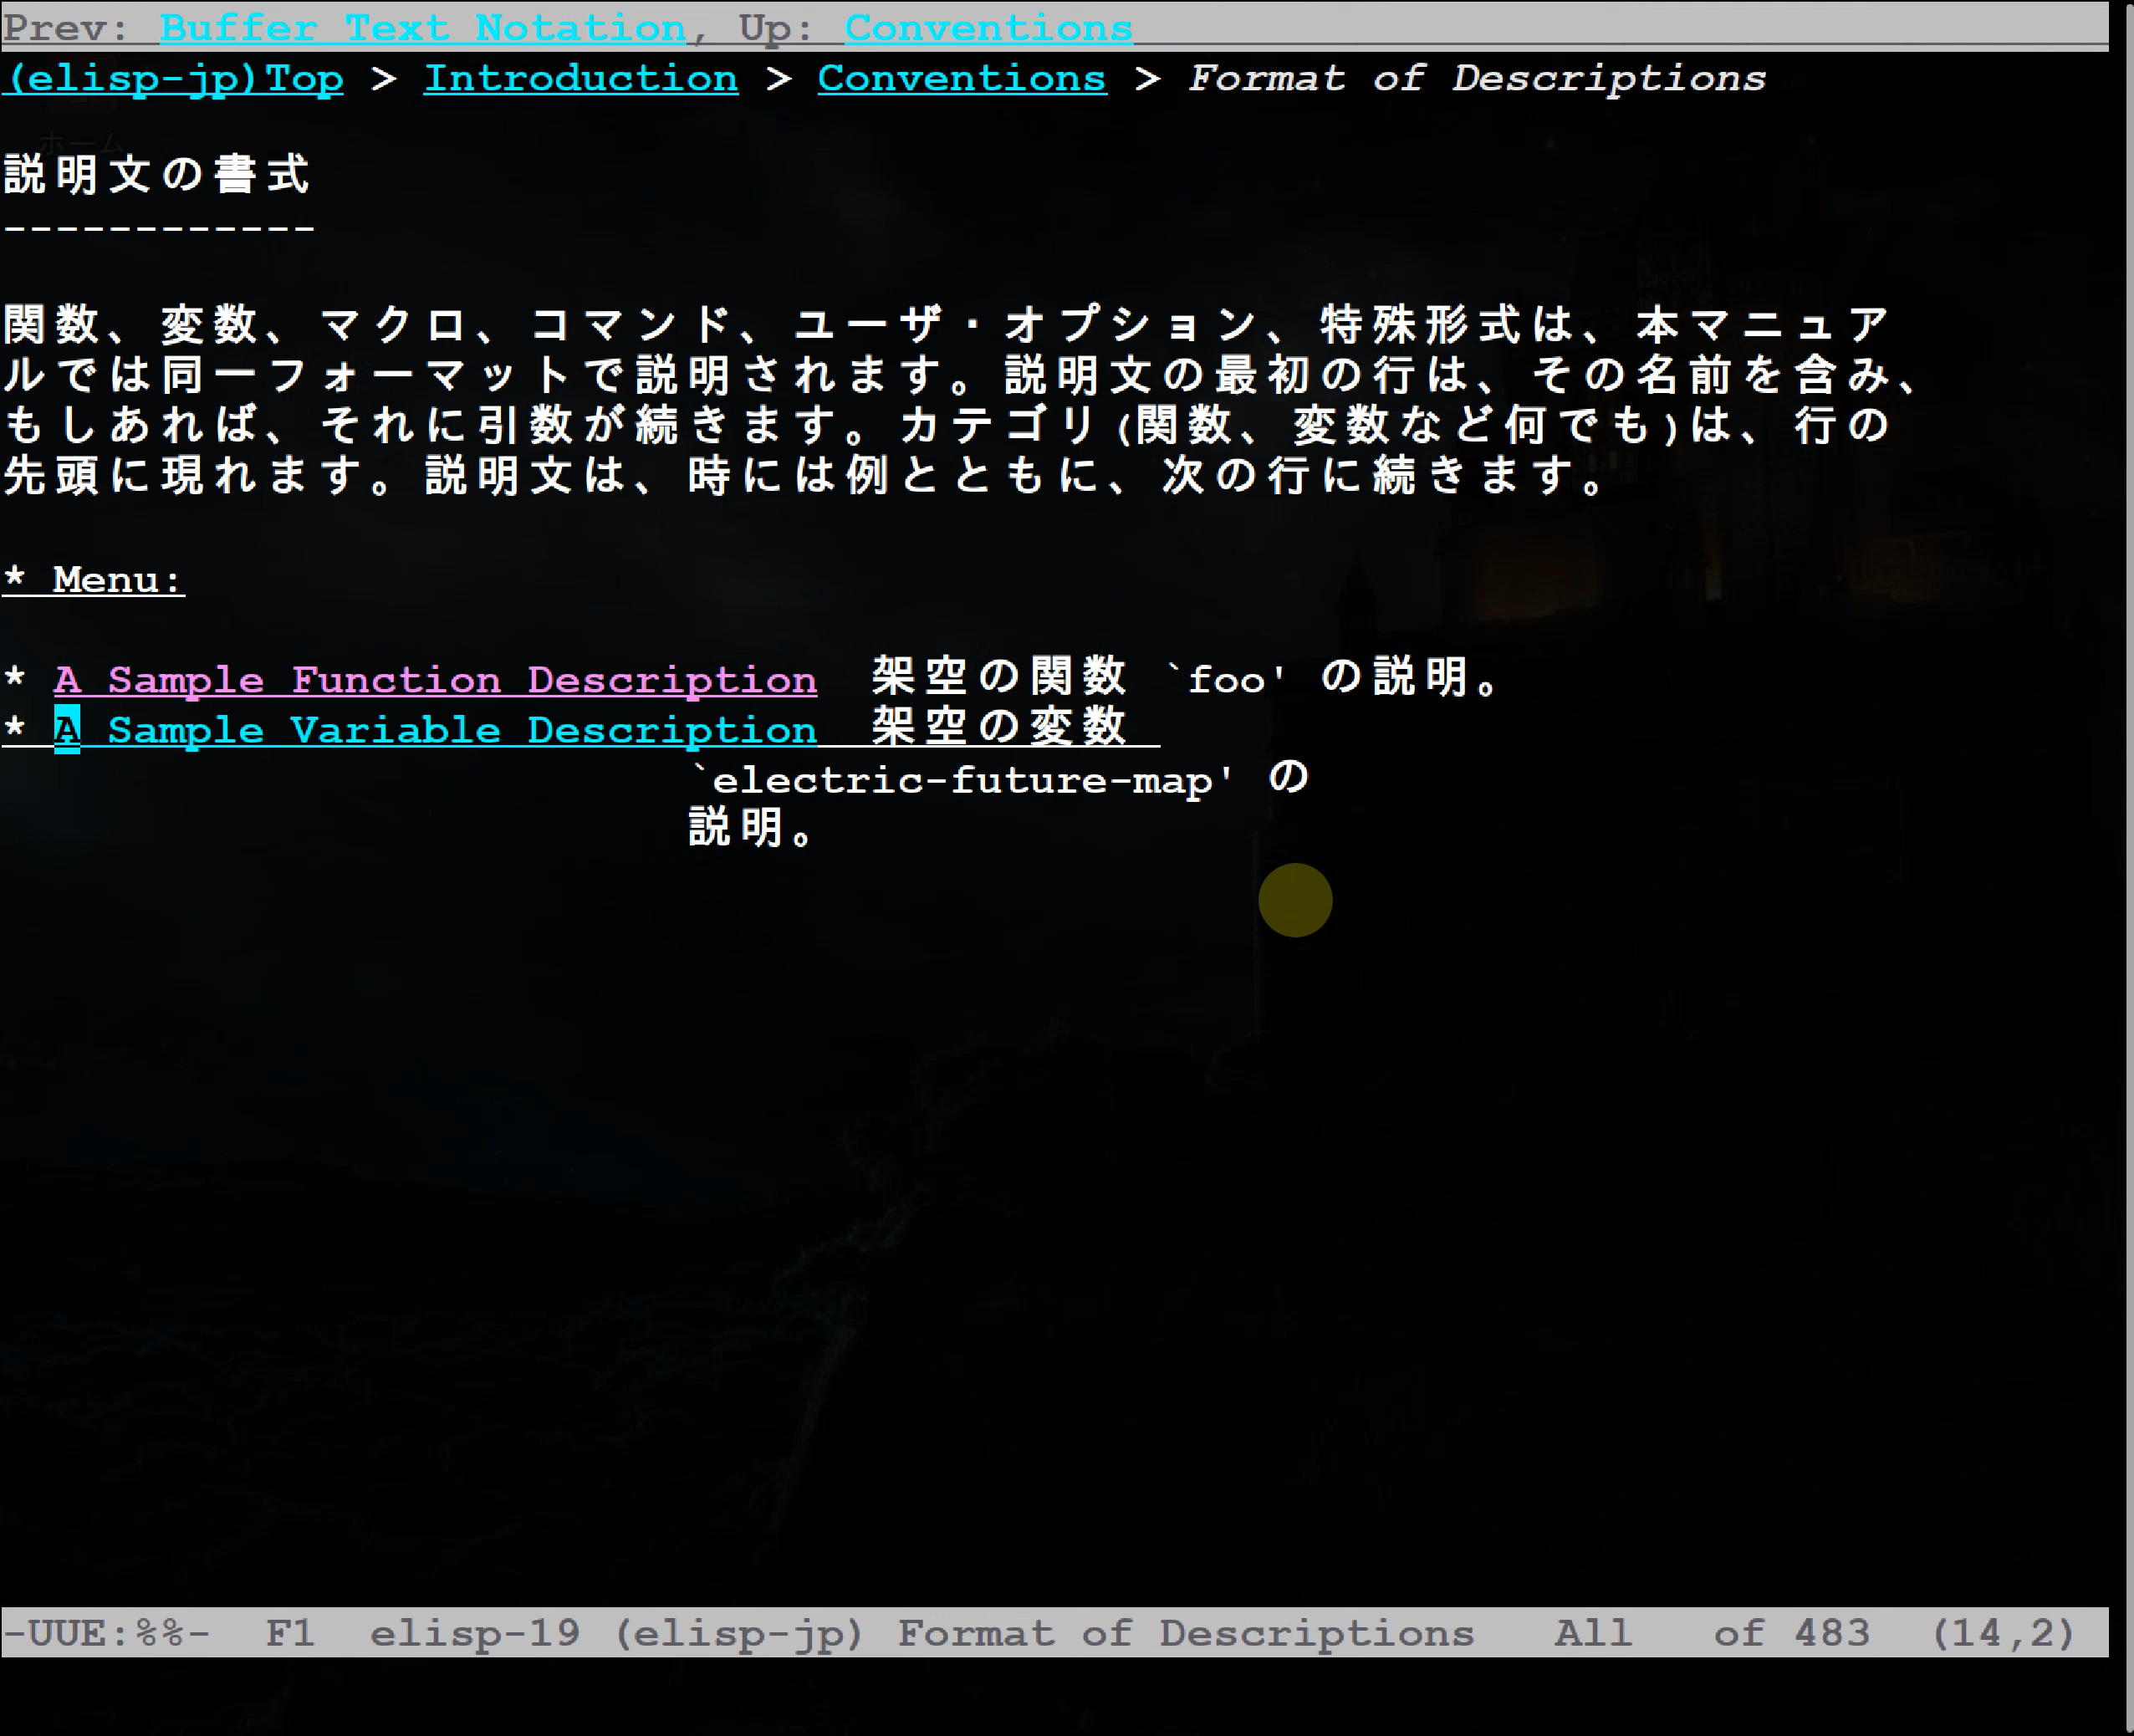 Prev: Buffer Text Notation, Up: Conventions
(elisp-jp)Top > Introduction > Conventions > Format of Descriptions
ホーム
説明文の書式
------------
関数、変数、マクロ、コマンド、ユーザ・オプション、特殊形式は、本マニュア
ルでは同一フォーマットで説明されます。説明文の最初の行は、その名前を含み、
もしあれば、それに引数が続きます。カテゴリ(関数、変数など何でも)は、行の
先頭に現れます。説明文は、時には例とともに、次の行に続きます。
* Menu:
* A Sample Function Description  架空の関数 `foo' の説明。
* A Sample Variable Description  架空の変数
`electric-future-map' の
説明。
-UUE:%%-  F1  elisp-19 (elisp-jp) Format of Descriptions   All   of 483  (14,2)